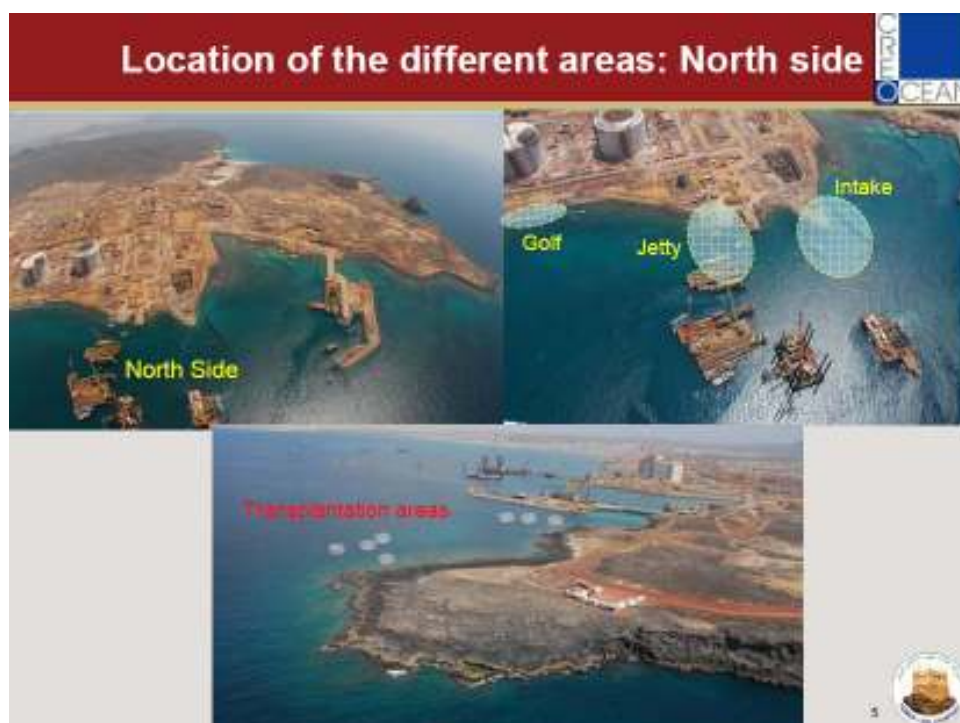 Location of the different areas: North side
CREOCEAN
North Side
Golf
Jetty
Intake
Transplantation areas
5